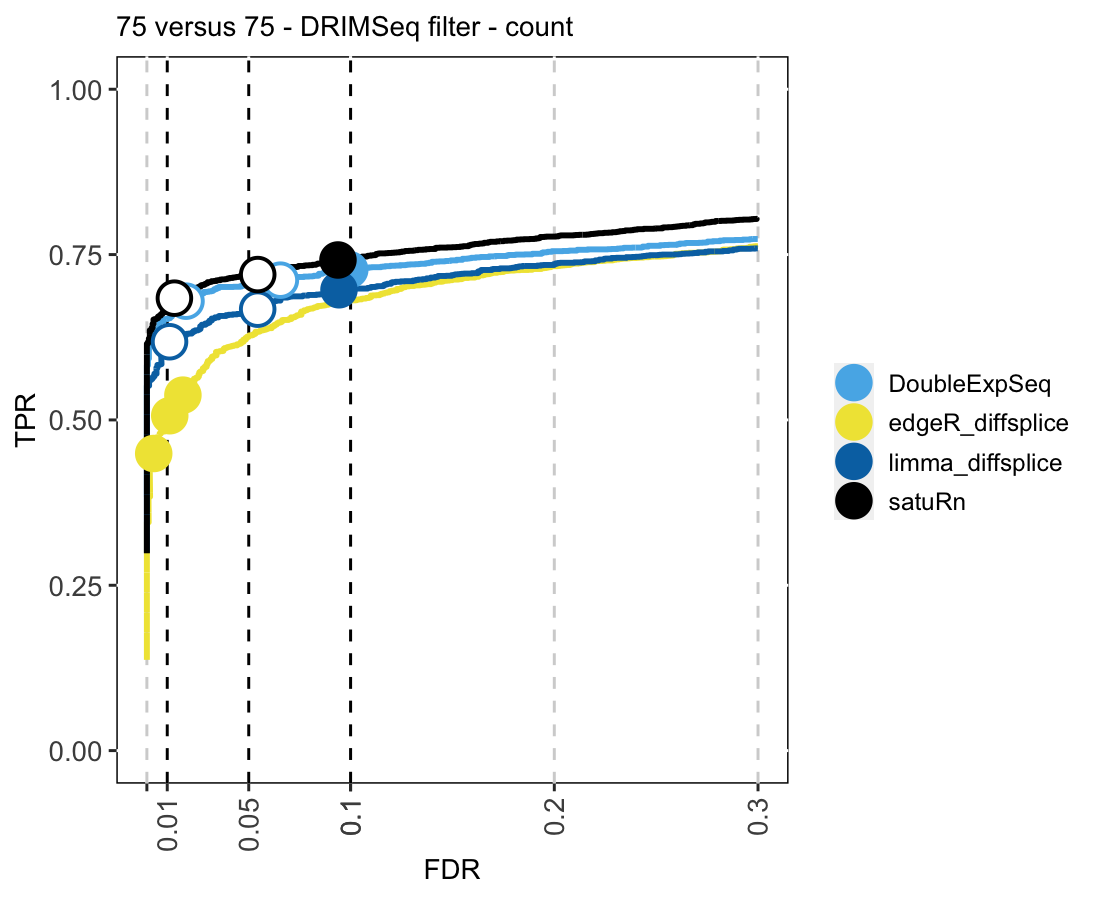 75 versus 75 - DRIMSeq filter - count
TPR
1.00
0.75
0.50
0.25
0.00
0.01
0.05
0.1
0.2
0.3
FDR
DoubleExpSeq
edgeR_diffsplice
limma_diffsplice
satuRn